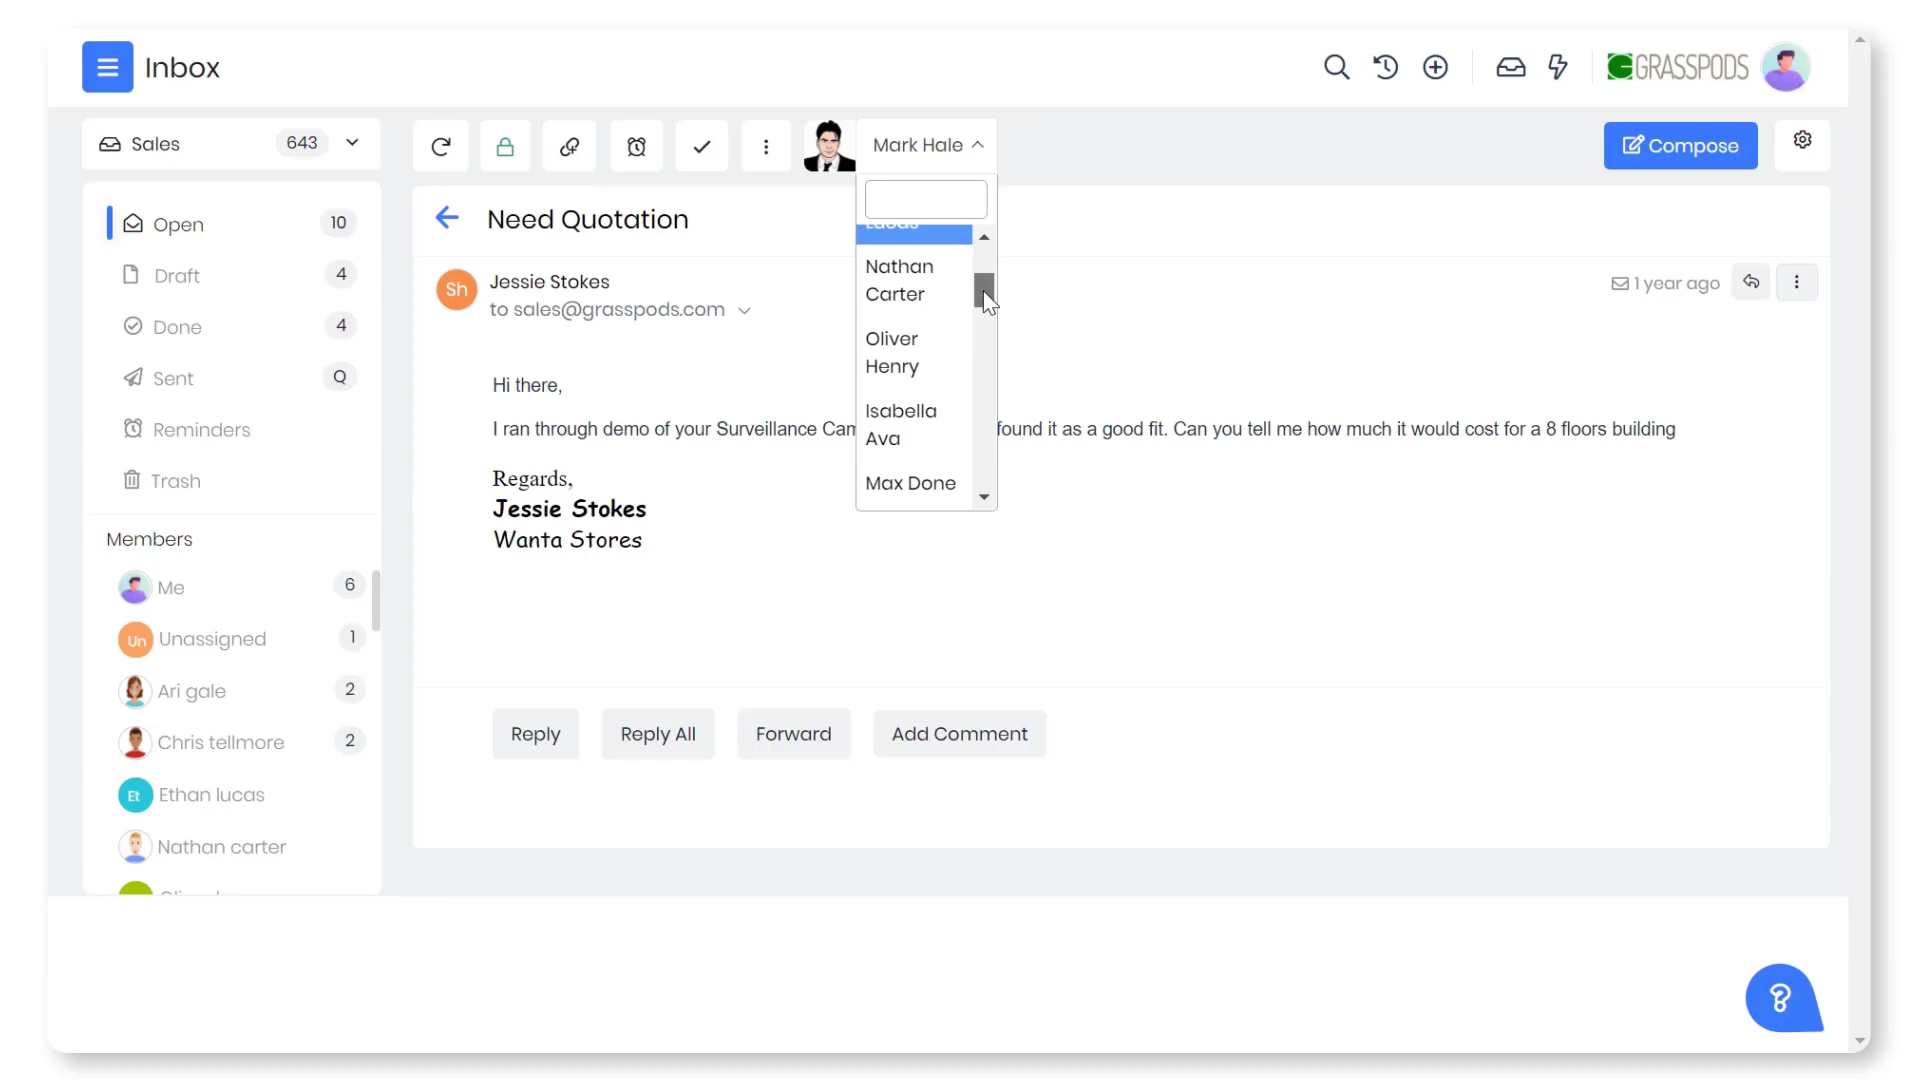 Inbox
GRASSPODS
Sales 643
Mark Hale
Compose
Open 10
Draft 4
Done 4
Sent Q
Reminders
Trash
Members
Me 6
Un Unassigned 1
Ari gale 2
Chris tellmore 2
Et Ethan lucas
Nathan carter
Need Quotation
Sh Jessie Stokes
to sales@grasspods.com
1 year ago
Lucas
Nathan
Carter
Oliver
Henry
Isabella
Ava
Max Done
Hi there,
I ran through demo of your Surveillance Cam found it as a good fit. Can you tell me how much it would cost for a 8 floors building
Regards,
Jessie Stokes
Wanta Stores
Reply Reply All Forward Add Comment
?